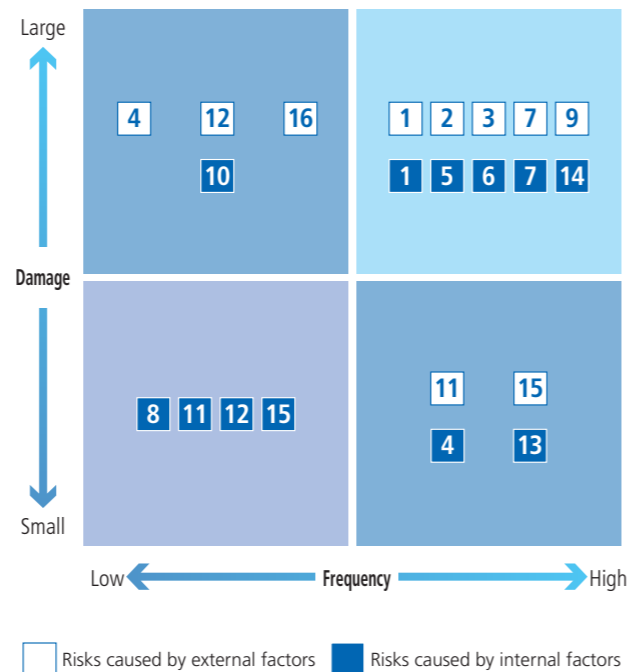 Large
4 12 16
1 2 3 7 9
10
1 5 6 7 14
Damage
11 15
8 11 12 15
4 13
Small
Low Frequency High
Risks caused by external factors Risks caused by internal factors